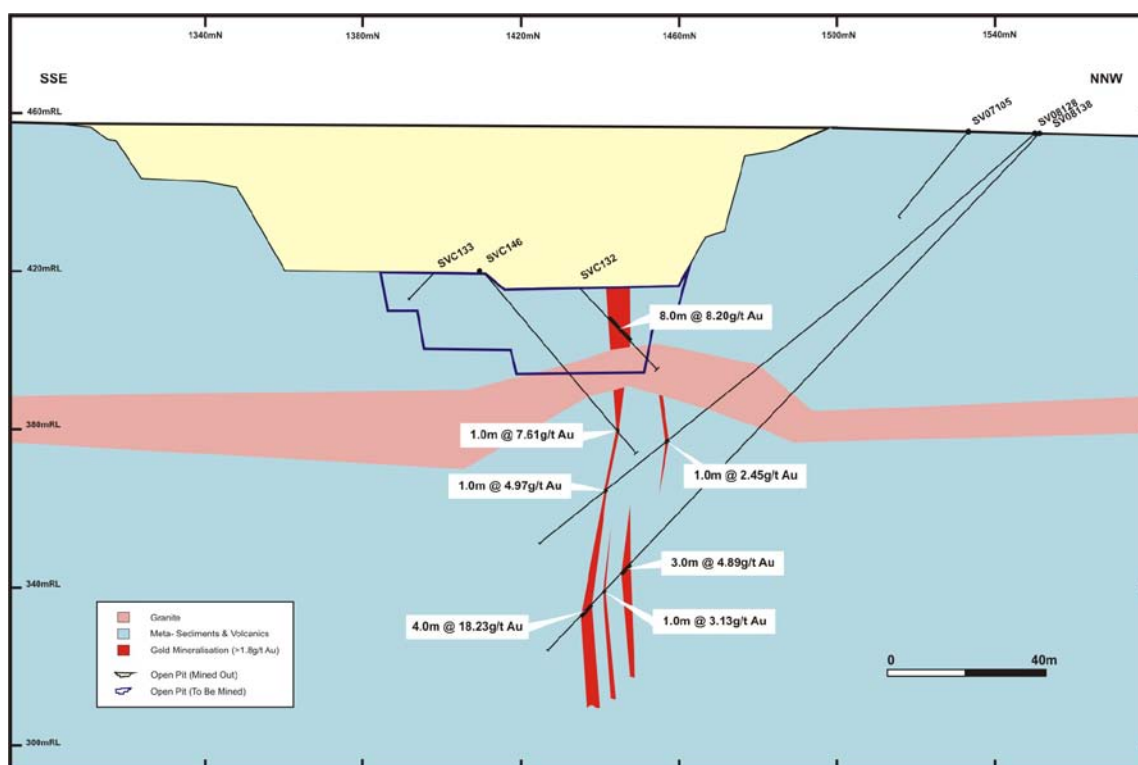 1340mN 1380mN 1420mN 1460mN 1500mN 1540mN
SSE NNW
460mRL
SV07105
SV08128
SV08138
420mRL
SVC133
SVC146
SVC132
8.0m @ 8.20g/t Au
380mRL
1.0m @ 7.61g/t Au
1.0m @ 2.45g/t Au
1.0m @ 4.97g/t Au
3.0m @ 4.89g/t Au
340mRL
1.0m @ 3.13g/t Au
4.0m @ 18.23g/t Au
Granite
Meta- Sediments & Volcanics
Gold Mineralisation (>1.8g/t Au)
Open Pit (Mined Out)
Open Pit (To Be Mined)
0 40m
300mRL